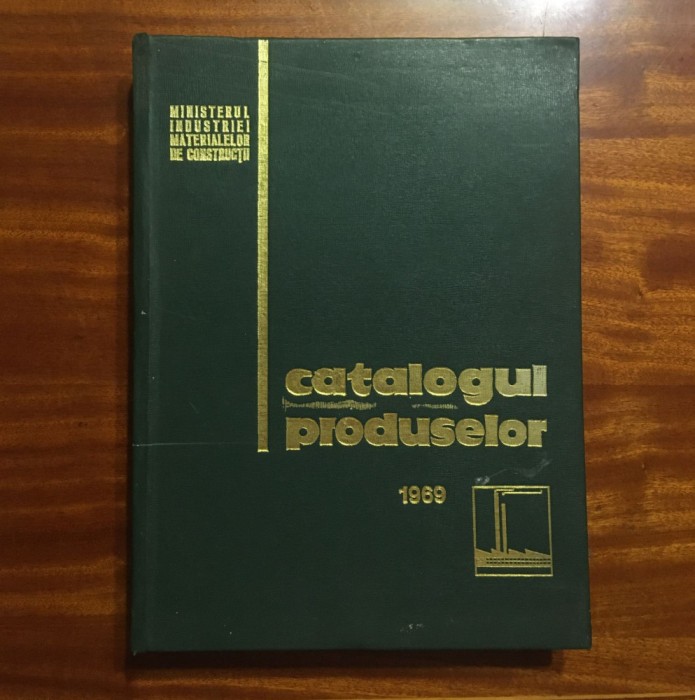 MINISTERUL
INDUSTRIEI
MATERIALELOR
DE CONSTRUCȚII
catalogul
produselor
1969